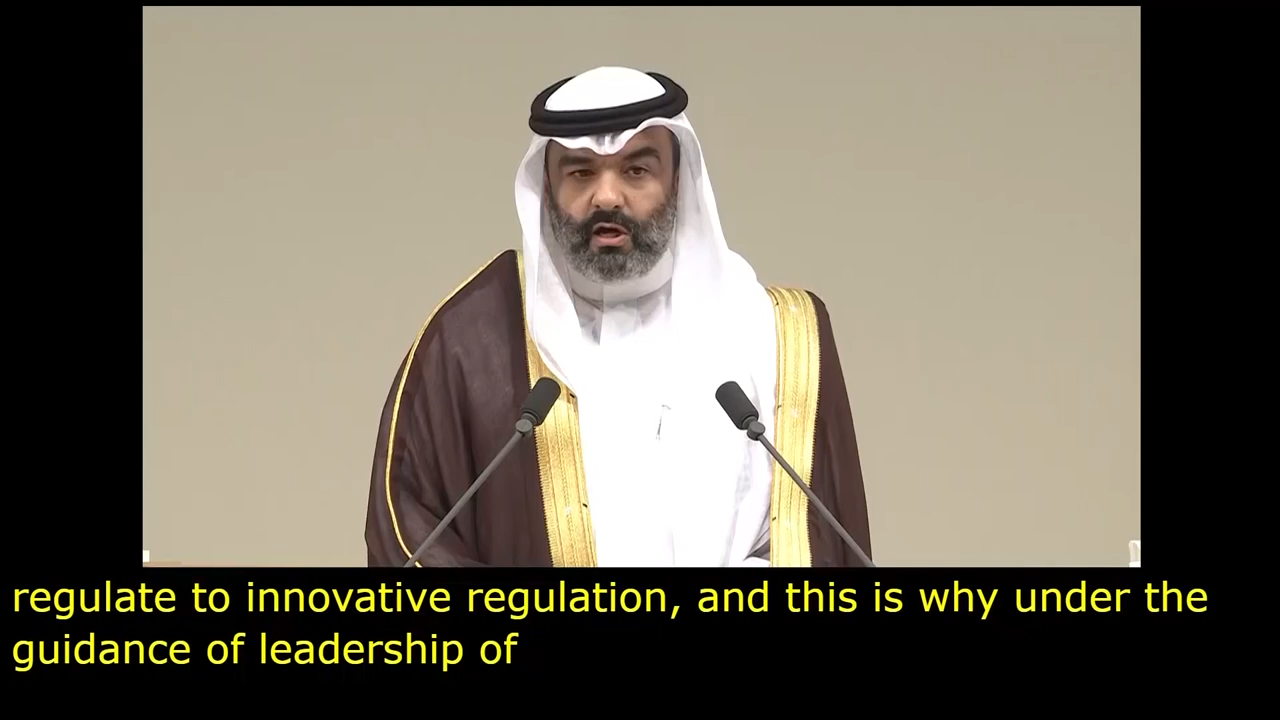 regulate to innovative regulation, and this is why under the
guidance of leadership of